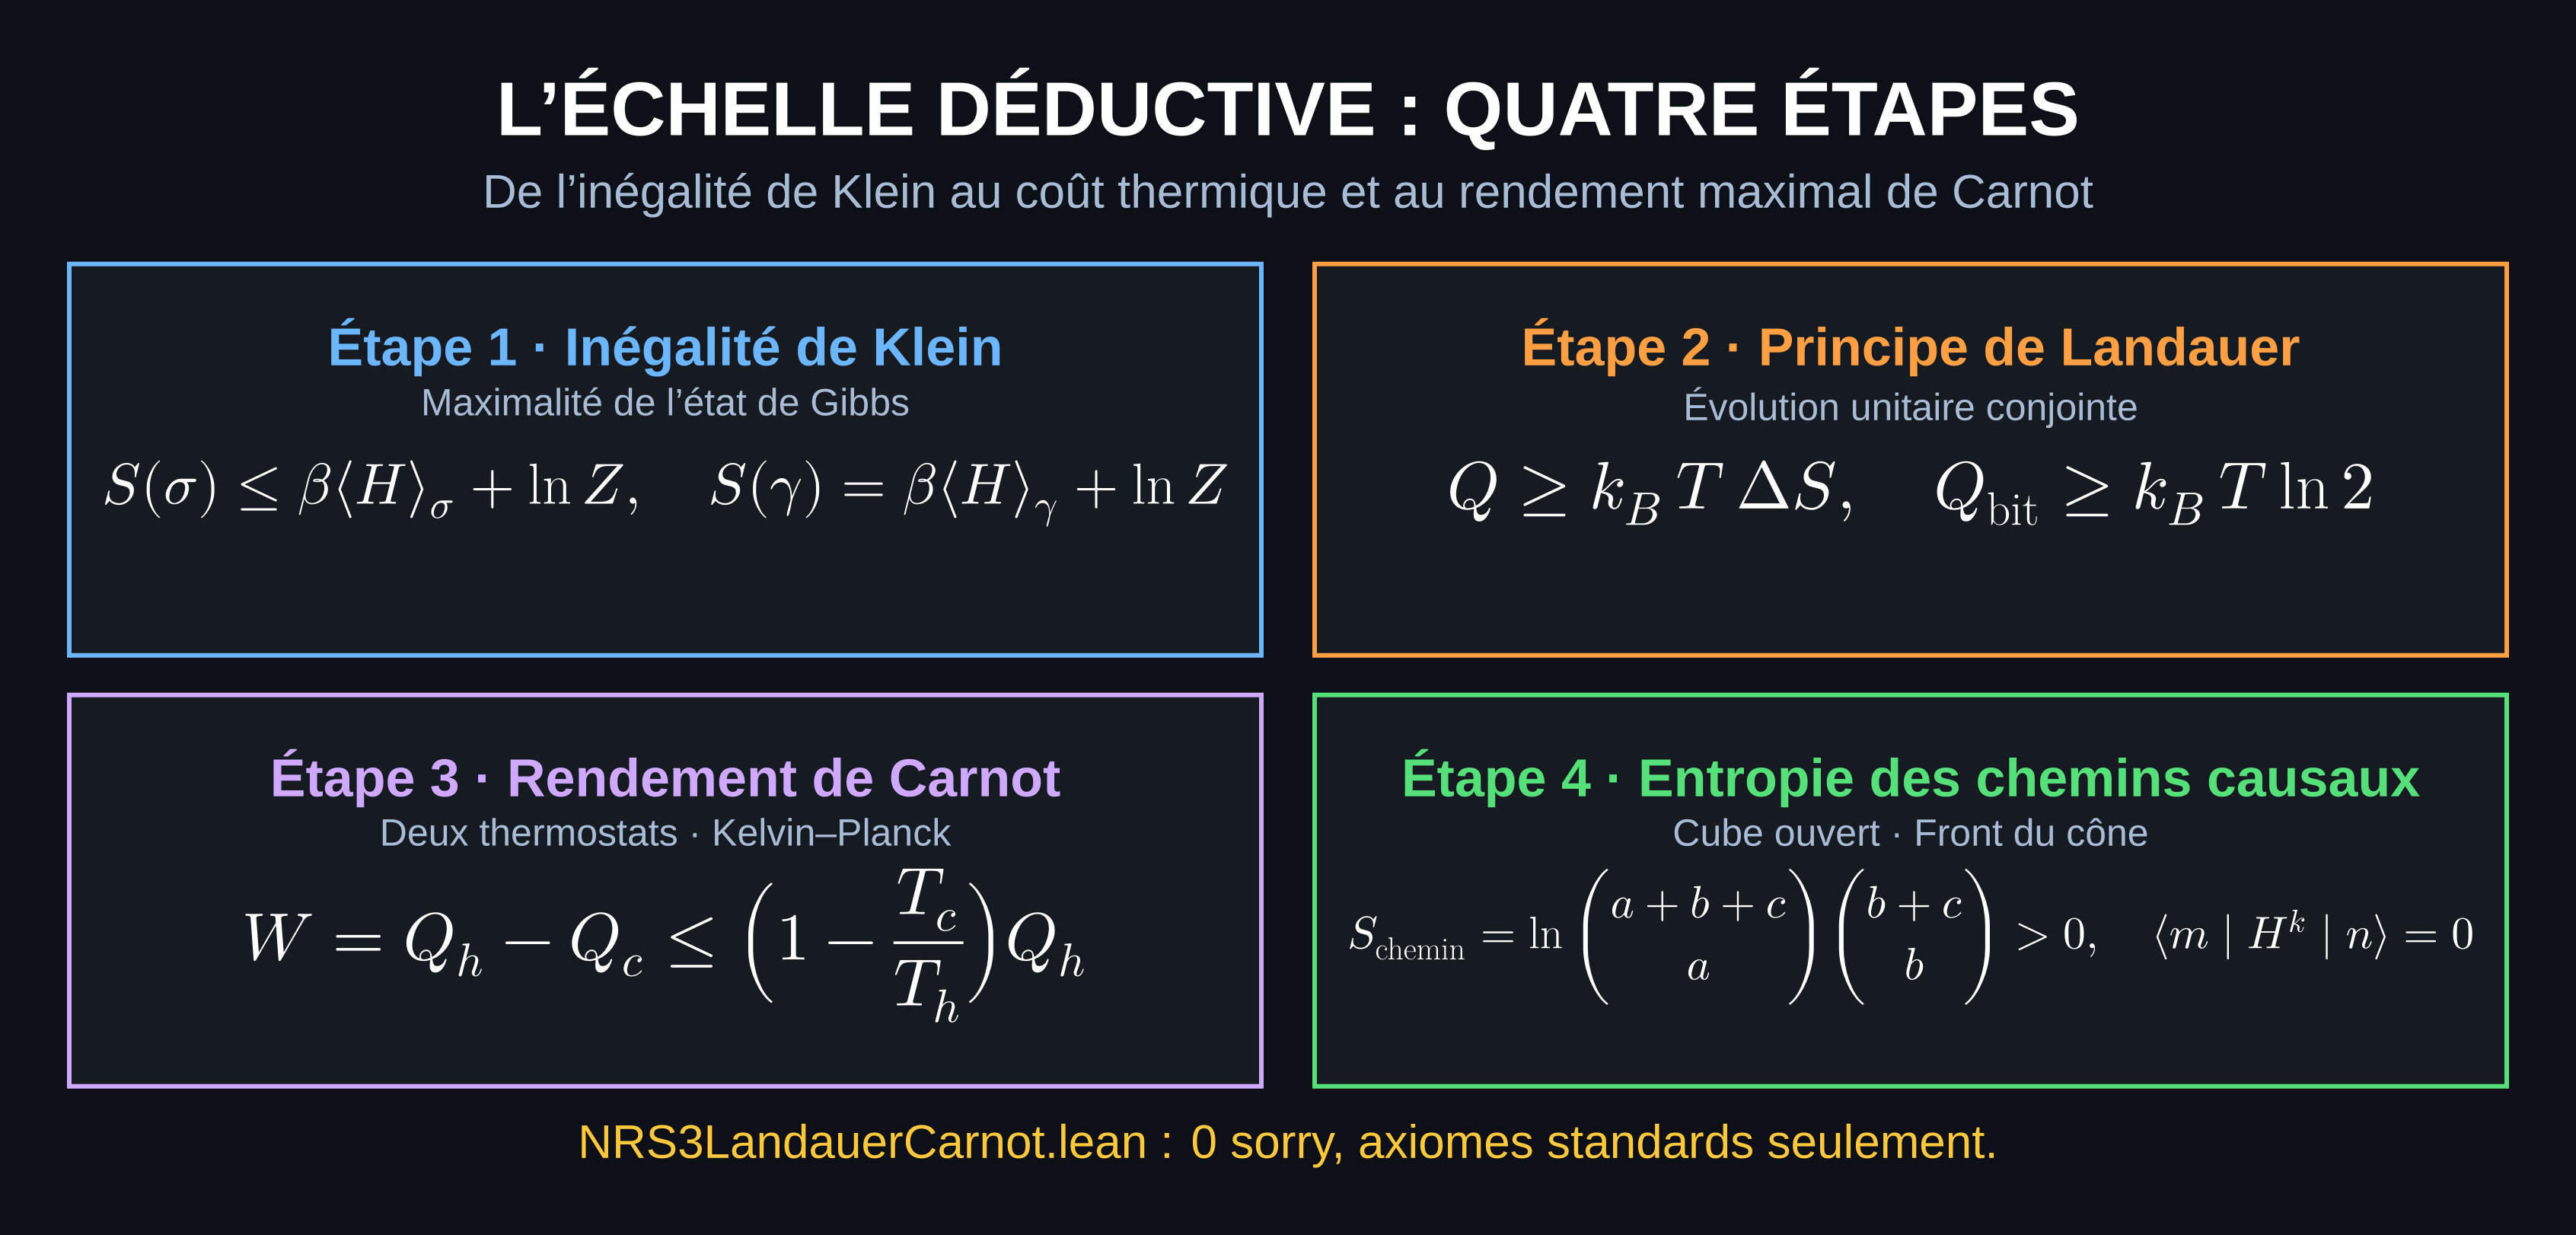 L’ÉCHELLE DÉDUCTIVE : QUATRE ÉTAPES
De l’inégalité de Klein au coût thermique et au rendement maximal de Carnot
Étape 1 · Inégalité de Klein
Maximalité de l’état de Gibbs
S(σ) ≤ β⟨H⟩_σ + ln Z, S(γ) = β⟨H⟩_γ + ln Z
Étape 2 · Principe de Landauer
Évolution unitaire conjointe
Q ≥ k_B T ΔS, Q_bit ≥ k_B T ln 2
Étape 3 · Rendement de Carnot
Deux thermostats · Kelvin–Planck
W = Q_h − Q_c ≤ (1 − T_c/T_h) Q_h
Étape 4 · Entropie des chemins causaux
Cube ouvert · Front du cône
S_chemin = ln (a + b + c / a) (b + c / b) > 0, ⟨m | H^k | n⟩ = 0
NRS3LandauerCarnot.lean : 0 sorry, axiomes standards seulement.